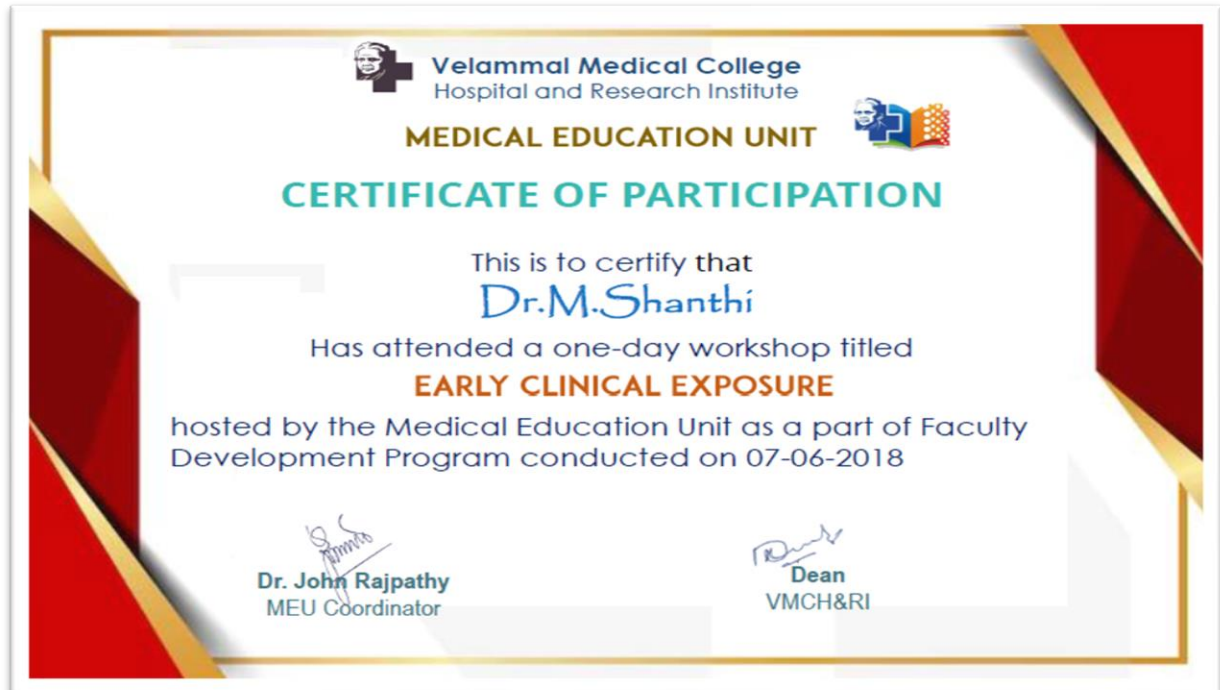 Velammal Medical College
Hospital and Research Institute
MEDICAL EDUCATION UNIT
CERTIFICATE OF PARTICIPATION
This is to certify that
Dr.M.Shanthi
Has attended a one-day workshop titled
EARLY CLINICAL EXPOSURE
hosted by the Medical Education Unit as a part of Faculty
Development Program conducted on 07-06-2018
Dr. John Rajpathy
MEU Coordinator
Dean
VMCH&RI